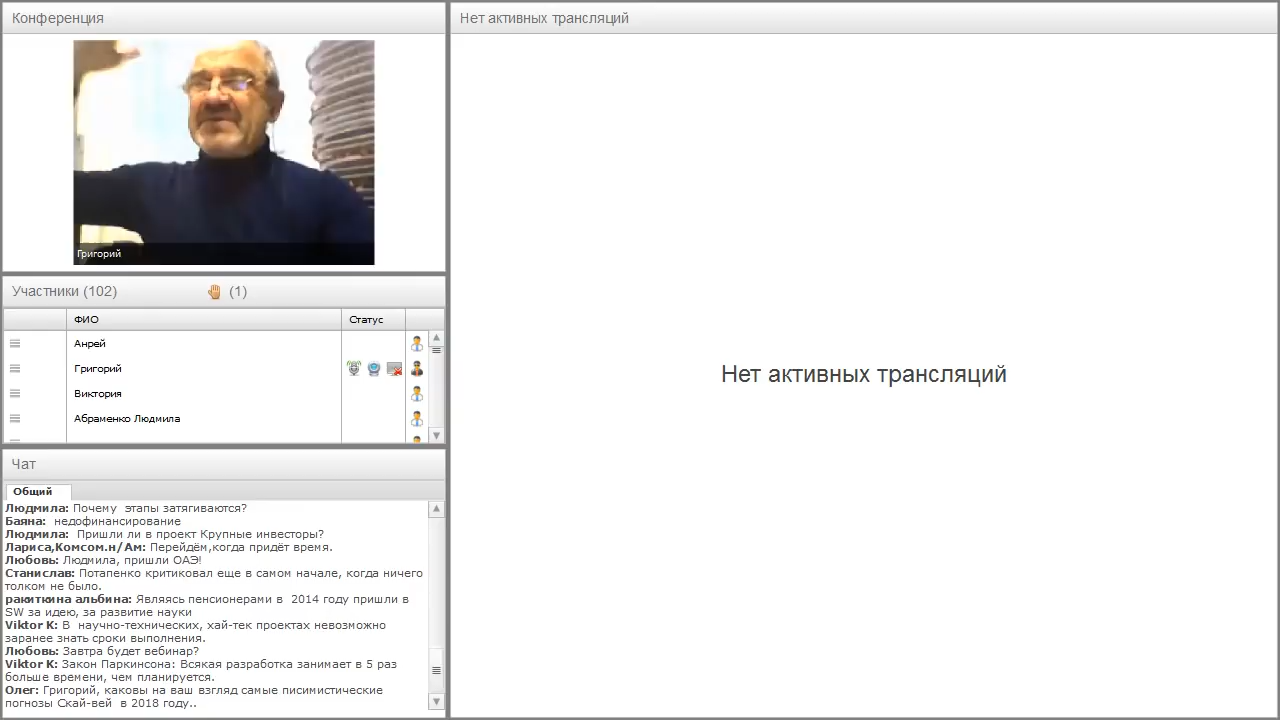 Конференция
Нет активных трансляций
Григорий
Участники (102)
(1)
ФИО
Статус
Анрей
Григорий
Виктория
Абраменко Людмила
Чат
Общий
Людмила: Почему этапы затягиваются?
Баяна: недофинансирование
Людмила: Пришли ли в проект Крупные инвесторы?
Лариса,Комсом.н/Ам: Перейдём,когда придёт время.
Любовь: Людмила, пришли ОАЭ!
Станислав: Потапенко критиковал еще в самом начале, когда ничего
толком не было.
ракиткина альбина: Являясь пенсионерами в 2014 году пришли в
SW за идею, за развитие науки
Viktor K: В научно-технических, хай-тек проектах невозможно
заранее знать сроки выполнения.
Любовь: Завтра будет вебинар?
Viktor K: Закон Паркинсона: Всякая разработка занимает в 5 раз
больше времени, чем планируется.
Олег: Григорий, каковы на ваш взгляд самые писимистические
погнозы Скай-вей в 2018 году..
Нет активных трансляций